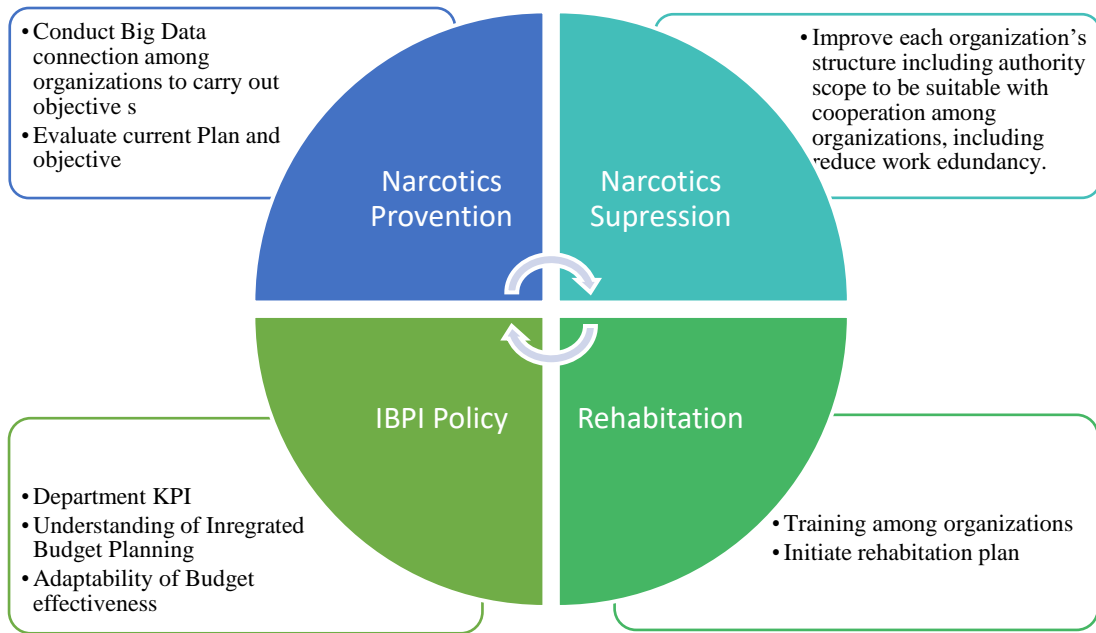 • Conduct Big Data
connection among
organizations to carry out
objective s
• Evaluate current Plan and
objective
• Improve each organization’s
structure including authority
scope to be suitable with
cooperation among
organizations, including
reduce work edundancy.
Narcotics
Provention
Narcotics
Supression
IBPI Policy
Rehabitation
• Department KPI
• Understanding of Inregrated
Budget Planning
• Adaptability of Budget
effectiveness
• Training among organizations
• Initiate rehabitation plan